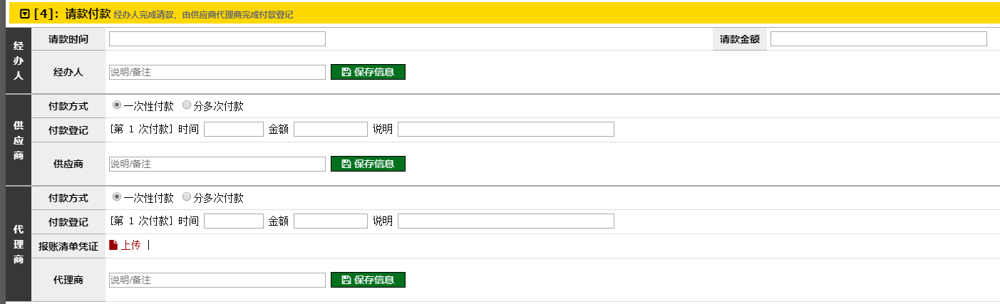 [4]：请款付款 经办人完成请款，由供应商代理商完成付款登记
经办人
请款时间 请款金额
经办人 说明/备注 保存信息
供应商
付款方式 一次性付款 分多次付款
付款登记 [第 1 次付款] 时间 金额 说明
供应商 说明/备注 保存信息
代理商
付款方式 一次性付款 分多次付款
付款登记 [第 1 次付款] 时间 金额 说明
报账清单凭证 上传 |
代理商 说明/备注 保存信息